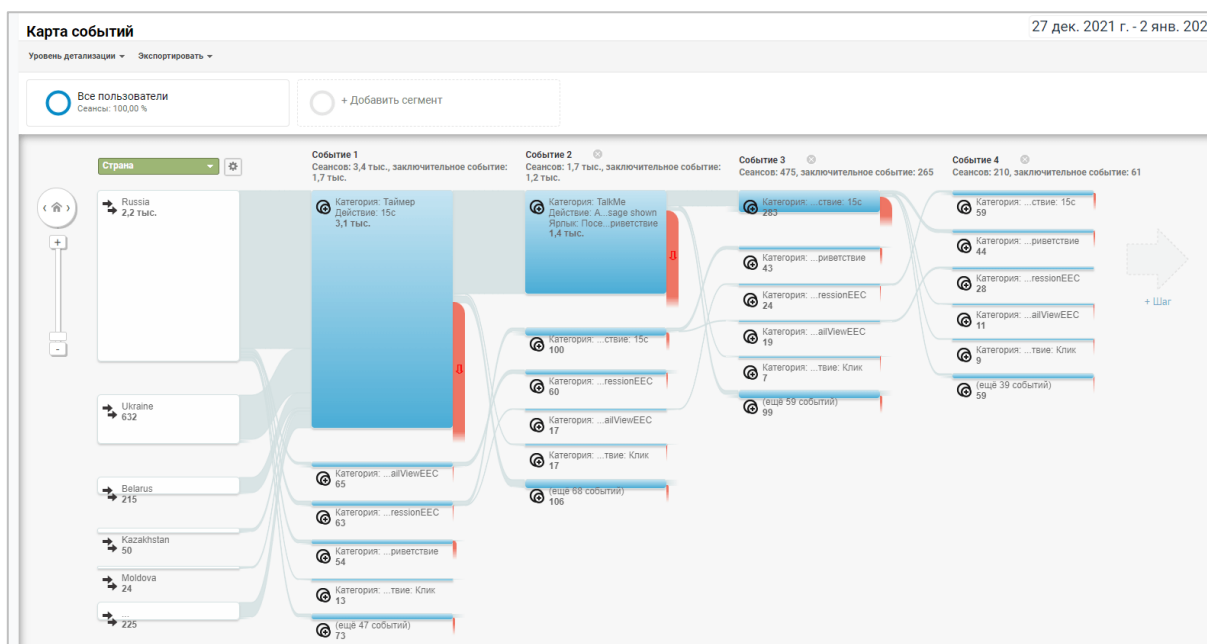 Карта событий
27 дек. 2021 г. - 2 янв. 202
Уровень детализации
Экспортировать
Все пользователи
Сеансы: 100,00 %
+ Добавить сегмент
Страна
Russia
2,2 тыс.
Ukraine
632
Belarus
215
Kazakhstan
50
Moldova
24
...
225
Событие 1
Сеансов: 3,4 тыс., заключительное событие:
1,7 тыс.
Категория: Таймер
Действие: 15с
3,1 тыс.
Категория: ...ailViewEEC
65
Категория: ...ressionEEC
63
Категория: ...риветствие
54
Категория: ...твие: Клик
13
(ещё 47 событий)
73
Событие 2
Сеансов: 1,7 тыс., заключительное событие:
1,2 тыс.
Категория: TalkMe
Действие: A...sage shown
Ярлык: Посе...риветствие
1,4 тыс.
Категория: ...ствие: 15с
100
Категория: ...ressionEEC
60
Категория: ...ailViewEEC
17
Категория: ...твие: Клик
17
(ещё 68 событий)
106
Событие 3
Сеансов: 475, заключительное событие: 265
Категория: ...ствие: 15с
283
Категория: ...риветствие
43
Категория: ...ressionEEC
24
Категория: ...ailViewEEC
19
Категория: ...твие: Клик
7
(ещё 59 событий)
99
Событие 4
Сеансов: 210, заключительное событие: 61
Категория: ...ствие: 15с
59
Категория: ...риветствие
44
Категория: ...ressionEEC
28
Категория: ...ailViewEEC
11
Категория: ...твие: Клик
9
(ещё 39 событий)
59
+ Шаг